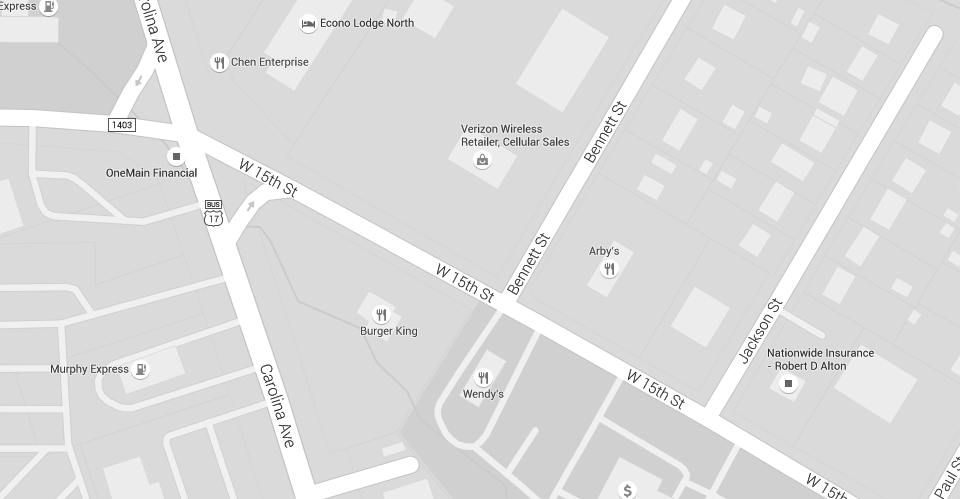 Express
Carolina Ave
Econo Lodge North
Chen Enterprise
1403
Verizon Wireless
Retailer, Cellular Sales
Bennett St
OneMain Financial
W 15th St
BUS
17
Bennett St
Arby's
W 15th St
Burger King
Jackson St
Nationwide Insurance
- Robert D Alton
Murphy Express
Wendy's
W 15th St
Carolina Ave
W 15th
Paul St
$